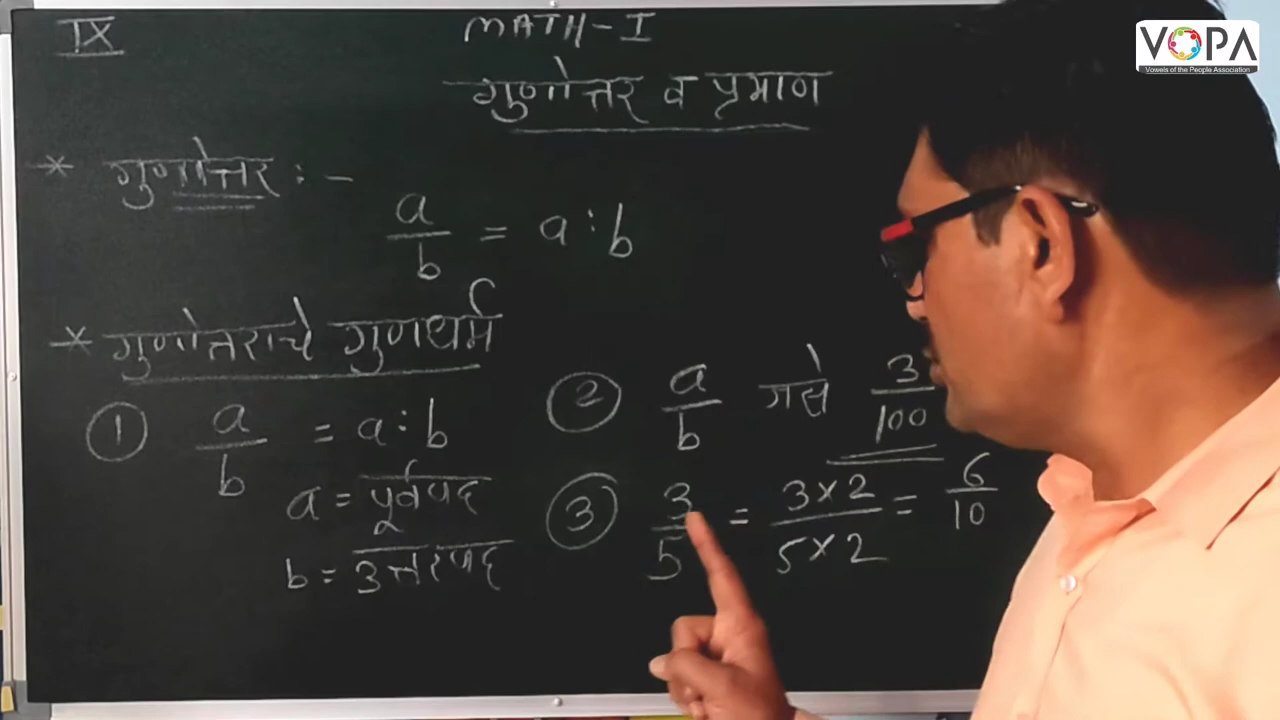 IX
MATH-I
गुणोत्तर व प्रमाण
* गुणोत्तर :-
a/b = a:b
* गुणोत्तराचे गुणधर्म
① a/b = a:b
a = पूर्वपद
b = उत्तरपद
② a/b जसे 3/100
③ 3/5 = 3×2/5×2 = 6/10
VOPA
Vowels of the People Association